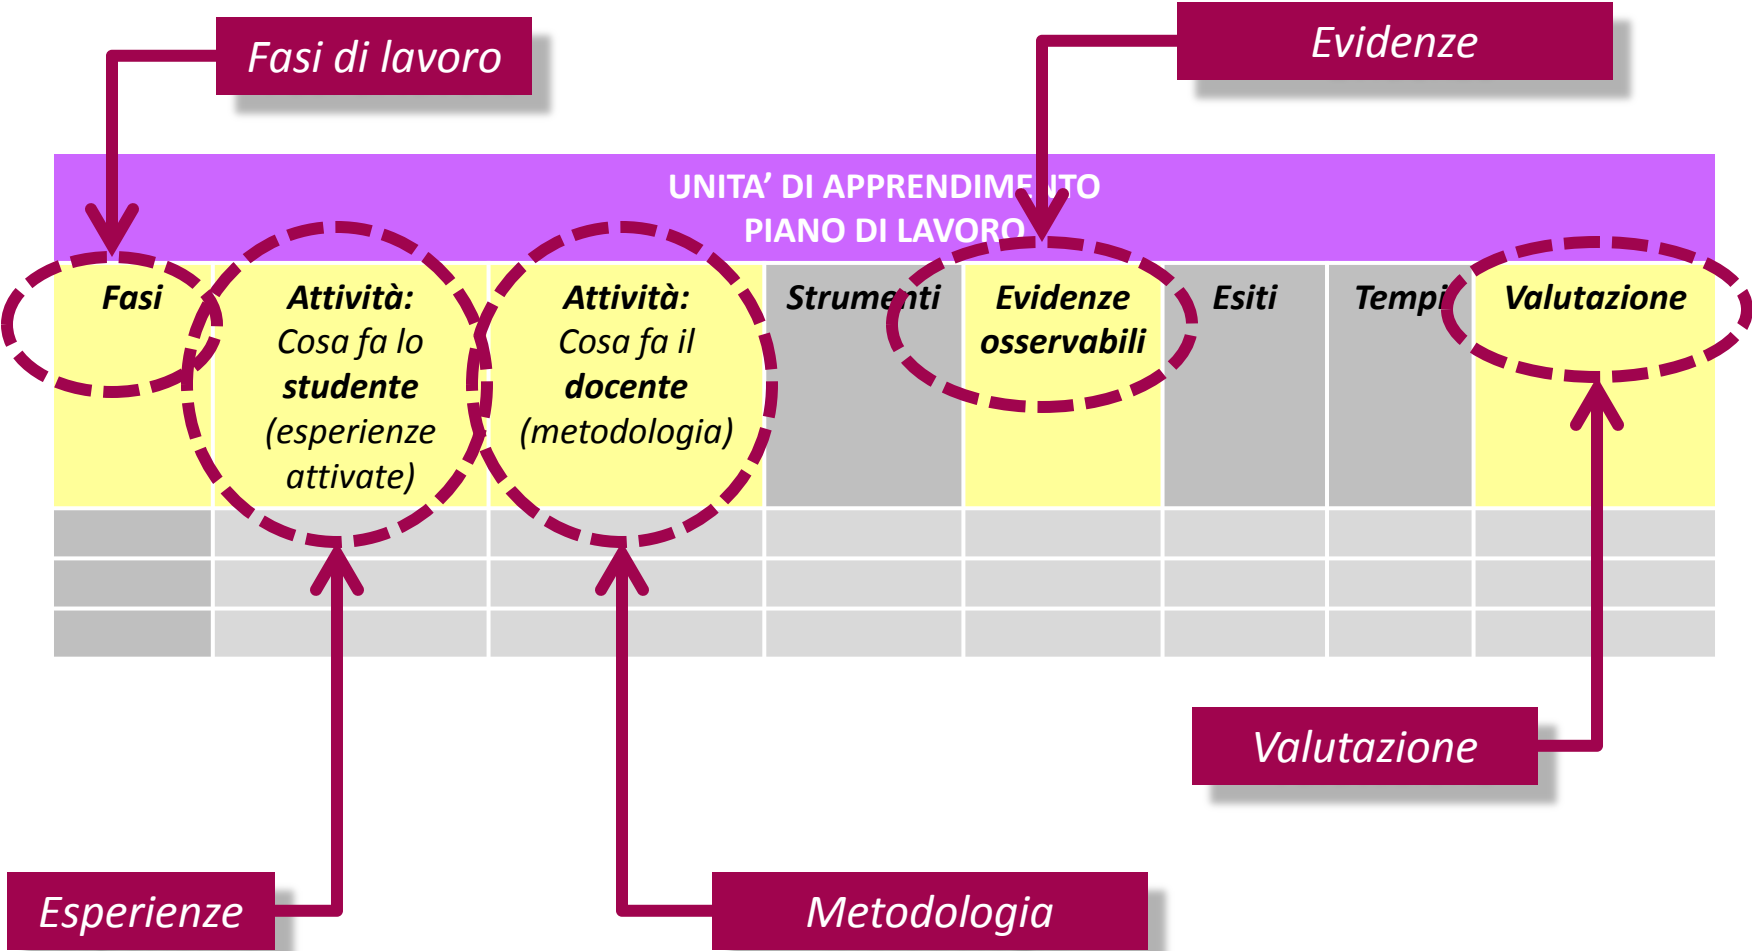 Fasi di lavoro
Evidenze
UNITA’ DI APPRENDIMENTO
PIANO DI LAVORO
Fasi
Attività:
Cosa fa lo
studente
(esperienze
attivate)
Attività:
Cosa fa il
docente
(metodologia)
Strumenti
Evidenze
osservabili
Esiti
Tempi
Valutazione
Valutazione
Esperienze
Metodologia